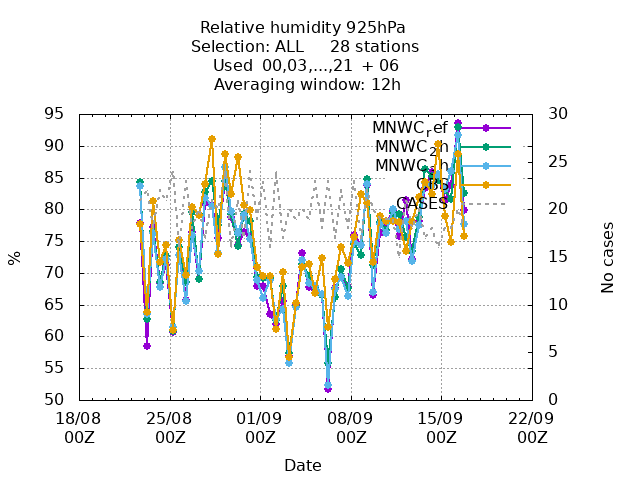 Relative humidity 925hPa
Selection: ALL 28 stations
Used 00,03,...,21 + 06
Averaging window: 12h
95
90
85
80
75
70
65
60
55
50
%
30
25
20
15
10
5
0
No cases
MNWC_ref
MNWC_2h
CASES
18/08 25/08 01/09 08/09 15/09 22/09
00Z 00Z 00Z 00Z 00Z 00Z
Date